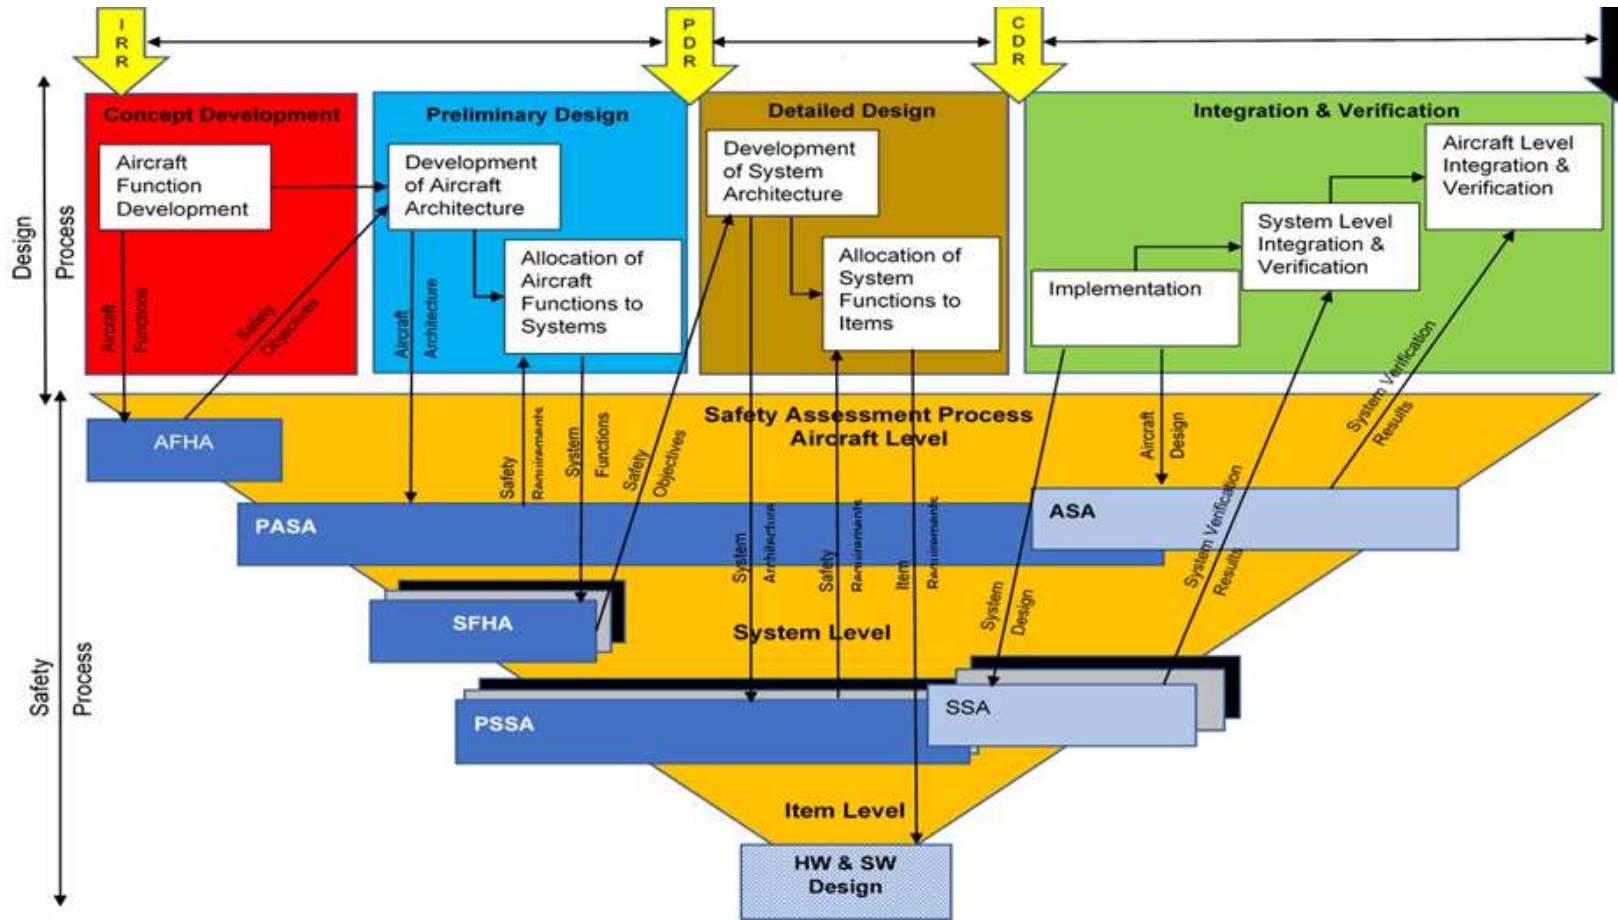 I
R
R
P
D
R
C
D
R
Concept Development
Preliminary Design
Detailed Design
Integration & Verification
Aircraft
Function
Development
Development
of Aircraft
Architecture
Allocation of
Aircraft
Functions to
Systems
Development
of System
Architecture
Allocation of
System
Functions to
Items
Implementation
System Level
Integration &
Verification
Aircraft Level
Integration &
Verification
Design
Process
Aircraft
Functions
Safety
Objectives
Aircraft
Architecture
Safety
Requirements
System
Functions
Safety
Objectives
System
Architecture
Safety
Requirements
Item
Requirements
System
Design
Aircraft
Design
System Verification
Results
System Verification
Results
Safety Assessment Process
Aircraft Level
AFHA
PASA
ASA
SFHA
System Level
PSSA
SSA
Safety
Process
Item Level
HW & SW
Design